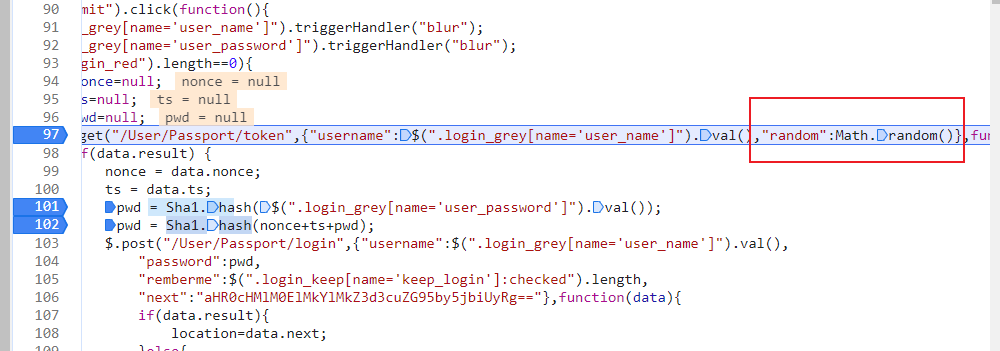 90 mit").click(function(){
91 _grey[name='user_name']").triggerHandler("blur");
92 _grey[name='user_password']").triggerHandler("blur");
93 gin_red").length==0){
94 once=null; nonce = null
95 s=null; ts = null
96 wd=null; pwd = null
97 get("/User/Passport/token",{"username":$(".login_grey[name='user_name']").val(),"random":Math.random()},fun
98 f(data.result) {
99 nonce = data.nonce;
100 ts = data.ts;
101 pwd = Sha1.hash($(".login_grey[name='user_password']").val());
102 pwd = Sha1.hash(nonce+ts+pwd);
103 $.post("/User/Passport/login",{"username":$(".login_grey[name='user_name']").val(),
104 "password":pwd,
105 "remberme":$(".login_keep[name='keep_login']:checked").length,
106 "next":"aHR0cHMlM0ElMkYlMkZ3d3cuZG95by5jbiUyRg=="},function(data){
107 if(data.result){
108 location=data.next;
109 }else{